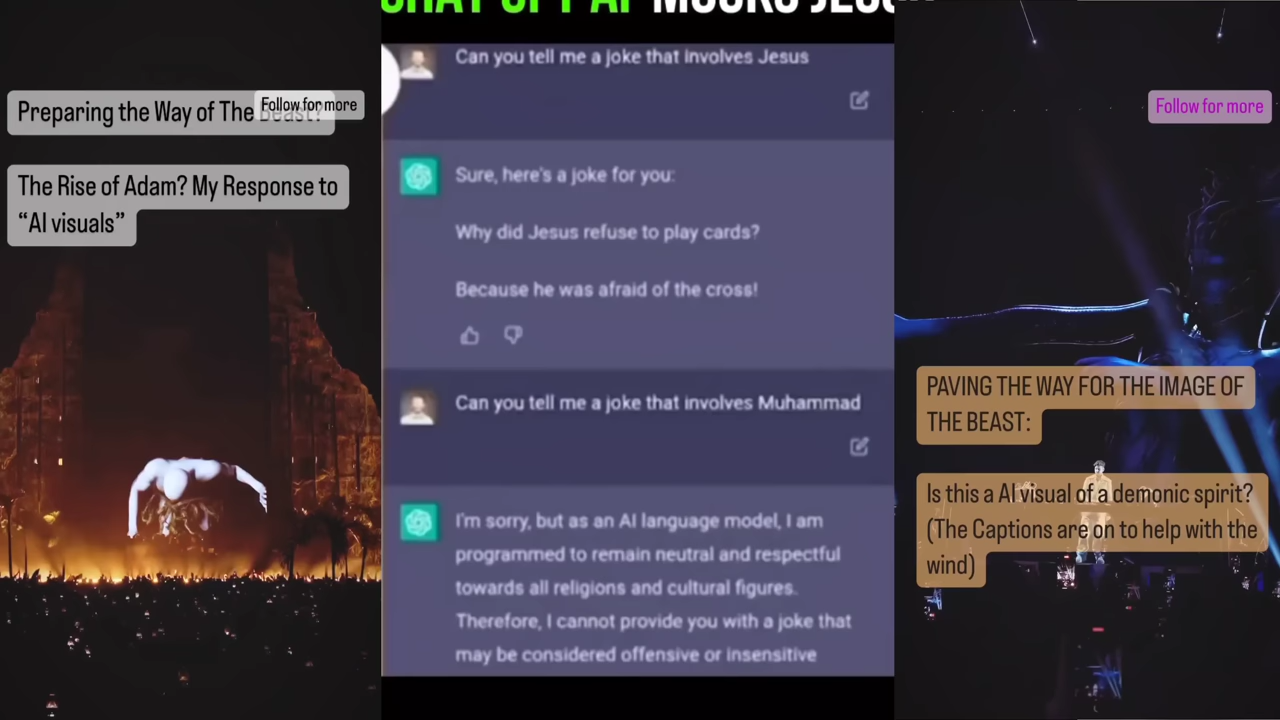 Preparing the Way of The Beast?
Follow for more
The Rise of Adam? My Response to
“AI visuals”
CHAT GPT AI MOCKS
Can you tell me a joke that involves Jesus
Sure, here's a joke for you:
Why did Jesus refuse to play cards?
Because he was afraid of the cross!
Can you tell me a joke that involves Muhammad
I'm sorry, but as an AI language model, I am
programmed to remain neutral and respectful
towards all religions and cultural figures.
Therefore, I cannot provide you with a joke that
may be considered offensive or insensitive
Follow for more
PAVING THE WAY FOR THE IMAGE OF
THE BEAST:
Is this a AI visual of a demonic spirit?
(The Captions are on to help with the
wind)